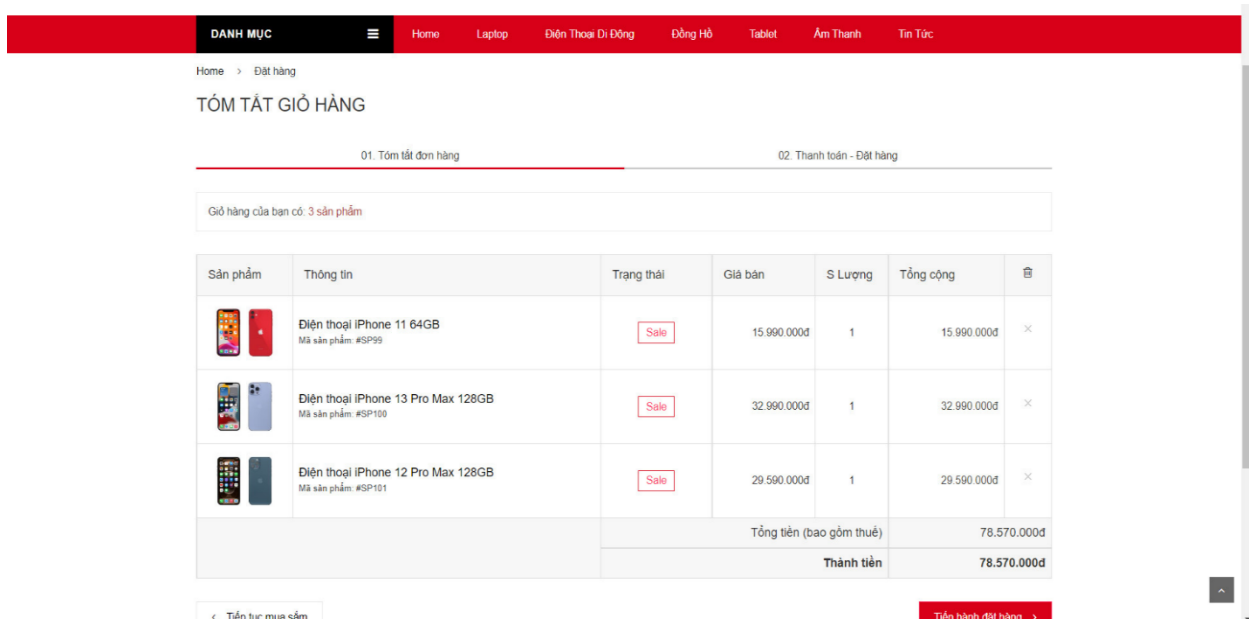 DANH MỤC Home Laptop Điện Thoại Di Động Đồng Hồ Tablet Âm Thanh Tin Tức
Home > Đặt hàng
TÓM TẮT GIỎ HÀNG
01. Tóm tắt đơn hàng 02. Thanh toán - Đặt hàng
Giỏ hàng của bạn có: 3 sản phẩm
Sản phẩm Thông tin Trạng thái Giá bán S Lượng Tổng cộng
Điện thoại iPhone 11 64GB
Mã sản phẩm: #SP99
Sale 15.990.000đ 1 15.990.000đ
Điện thoại iPhone 13 Pro Max 128GB
Mã sản phẩm: #SP100
Sale 32.990.000đ 1 32.990.000đ
Điện thoại iPhone 12 Pro Max 128GB
Mã sản phẩm: #SP101
Sale 29.590.000đ 1 29.590.000đ
Tổng tiền (bao gồm thuế) 78.570.000đ
Thành tiền 78.570.000đ
‹ Tiếp tục mua sắm Tiến hành đặt hàng ›